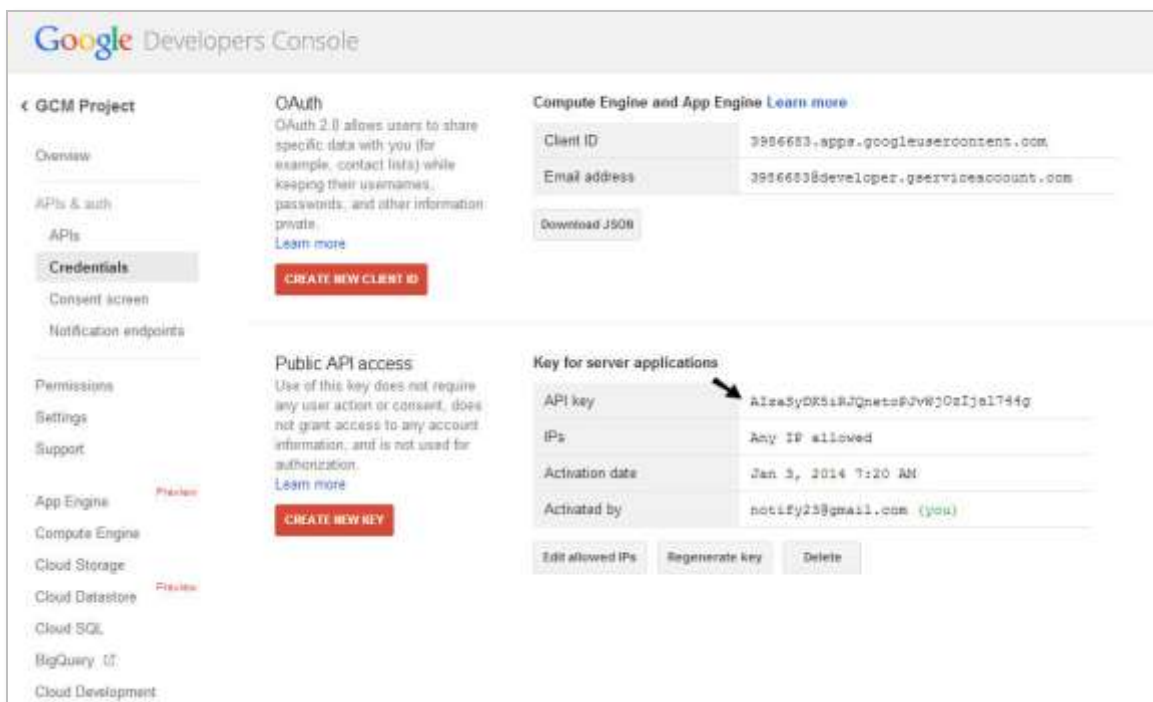 Google Developers Console
< GCM Project
Overview
APIs & auth
APIs
Credentials
Consent screen
Notification endpoints
Permissions
Settings
Support
App Engine Preview
Compute Engine
Cloud Storage
Cloud Datastore Preview
Cloud SQL
BigQuery
Cloud Development
OAuth
OAuth 2.0 allows users to share
specific data with you (for
example, contact lists) while
keeping their usernames,
passwords, and other information
private.
Learn more
CREATE NEW CLIENT ID
Compute Engine and App Engine Learn more
Client ID 3986683.apps.googleusercontent.com
Email address 3986683@developer.gserviceaccount.com
Download JSON
Public API access
Use of this key does not require
any user action or consent, does
not grant access to any account
information, and is not used for
authorization.
Learn more
CREATE NEW KEY
Key for server applications
API key
IPs Any IP allowed
Activation date Jan 3, 2014 7:20 AM
Activated by notify23@gmail.com (you)
Edit allowed IPs Regenerate key Delete